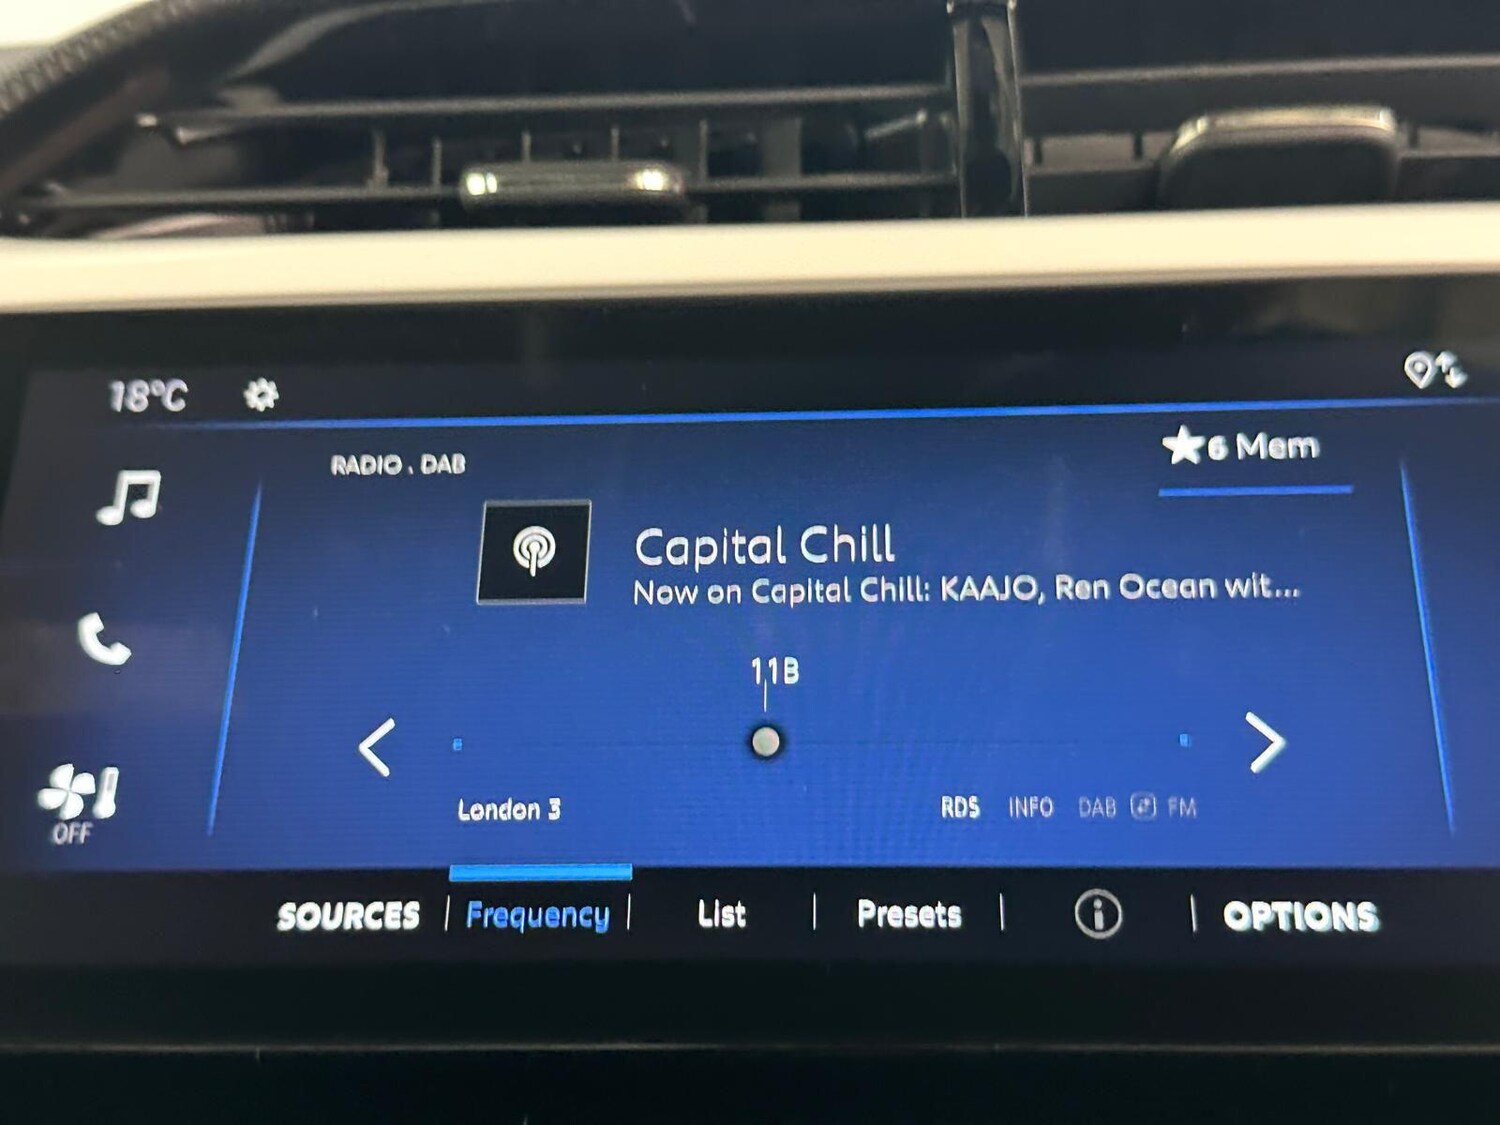 18°C
RADIO . DAB
6 Mem
Capital Chill
Now on Capital Chill: KAAJO, Ren Ocean wit...
11B
London 3
RDS INFO DAB FM
OFF
SOURCES Frequency List Presets i OPTIONS